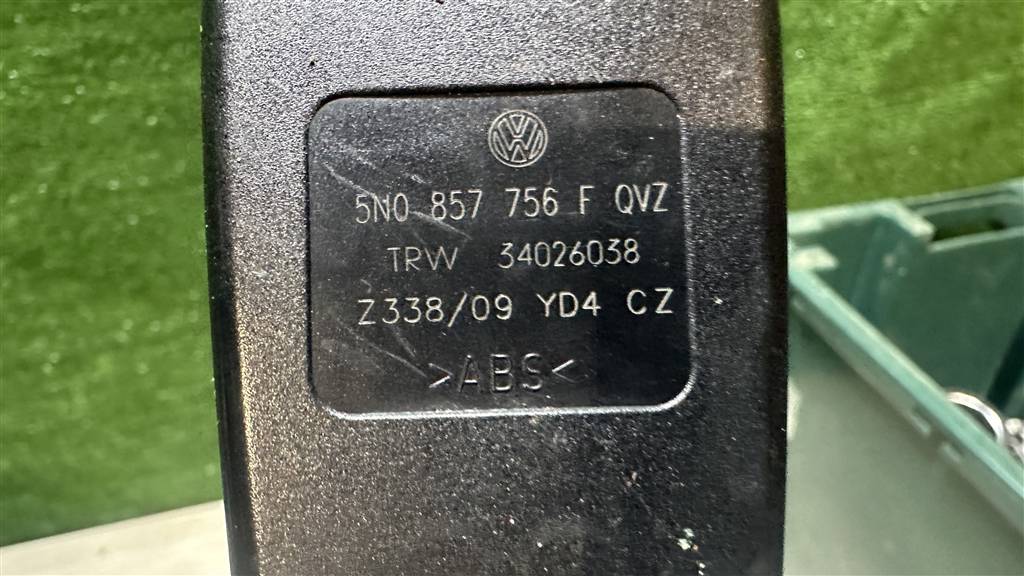 5N0 857 756 F QVZ
TRW 34026038
Z338/09 YD4 CZ
>ABS<